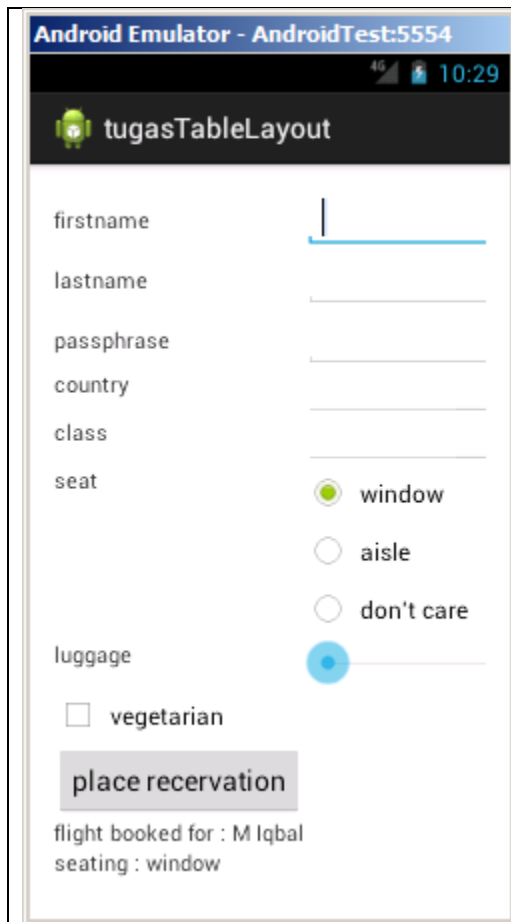 Android Emulator - AndroidTest:5554
4G 10:29
tugasTableLayout
firstname
lastname
passphrase
country
class
seat
window
aisle
don't care
luggage
vegetarian
place recervation
flight booked for : M Iqbal
seating : window